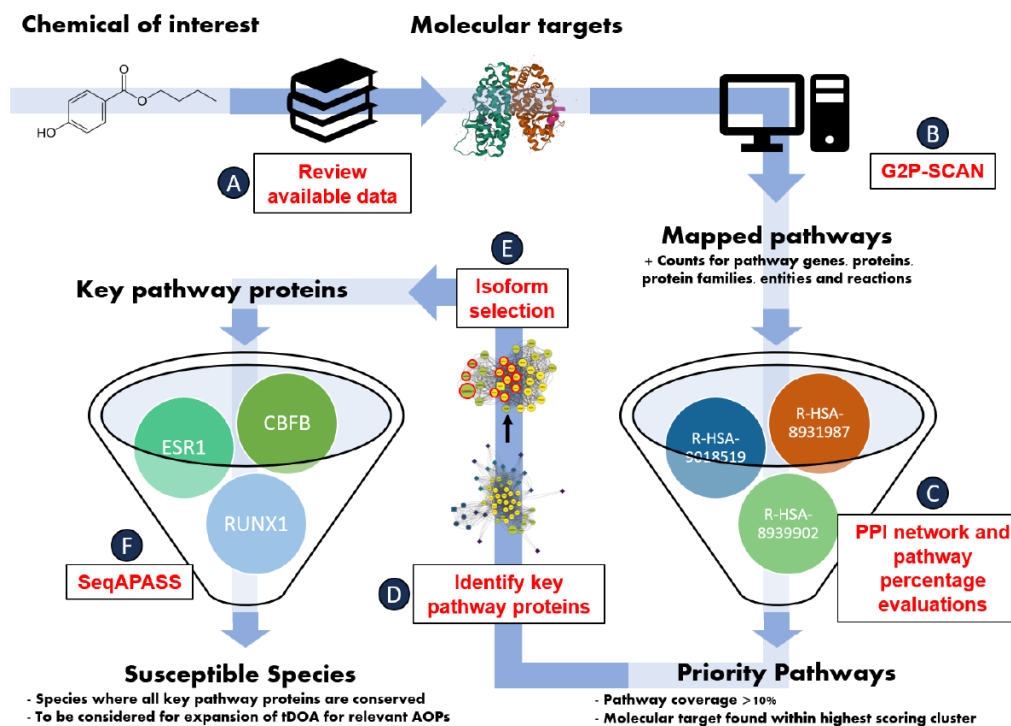 Chemical of interest
Molecular targets
O
O
HO
A
Review
available data
B
G2P-SCAN
Mapped pathways
+ Counts for pathway genes, proteins,
protein families, entities and reactions
E
Isoform
selection
Key pathway proteins
ESR1
CBFB
RUNX1
R-HSA-
9018519
R-HSA-
8931987
R-HSA-
8939902
C
PPI network and
pathway
percentage
evaluations
F
SeqAPASS
D
Identify key
pathway proteins
Susceptible Species
- Species where all key pathway proteins are conserved
- To be considered for expansion of tDOA for relevant AOPs
Priority Pathways
- Pathway coverage >10%
- Molecular target found within highest scoring cluster